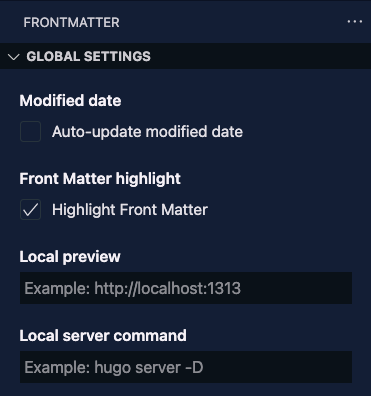 FRONTMATTER
GLOBAL SETTINGS
Modified date
Auto-update modified date
Front Matter highlight
Highlight Front Matter
Local preview
Example: http://localhost:1313
Local server command
Example: hugo server -D